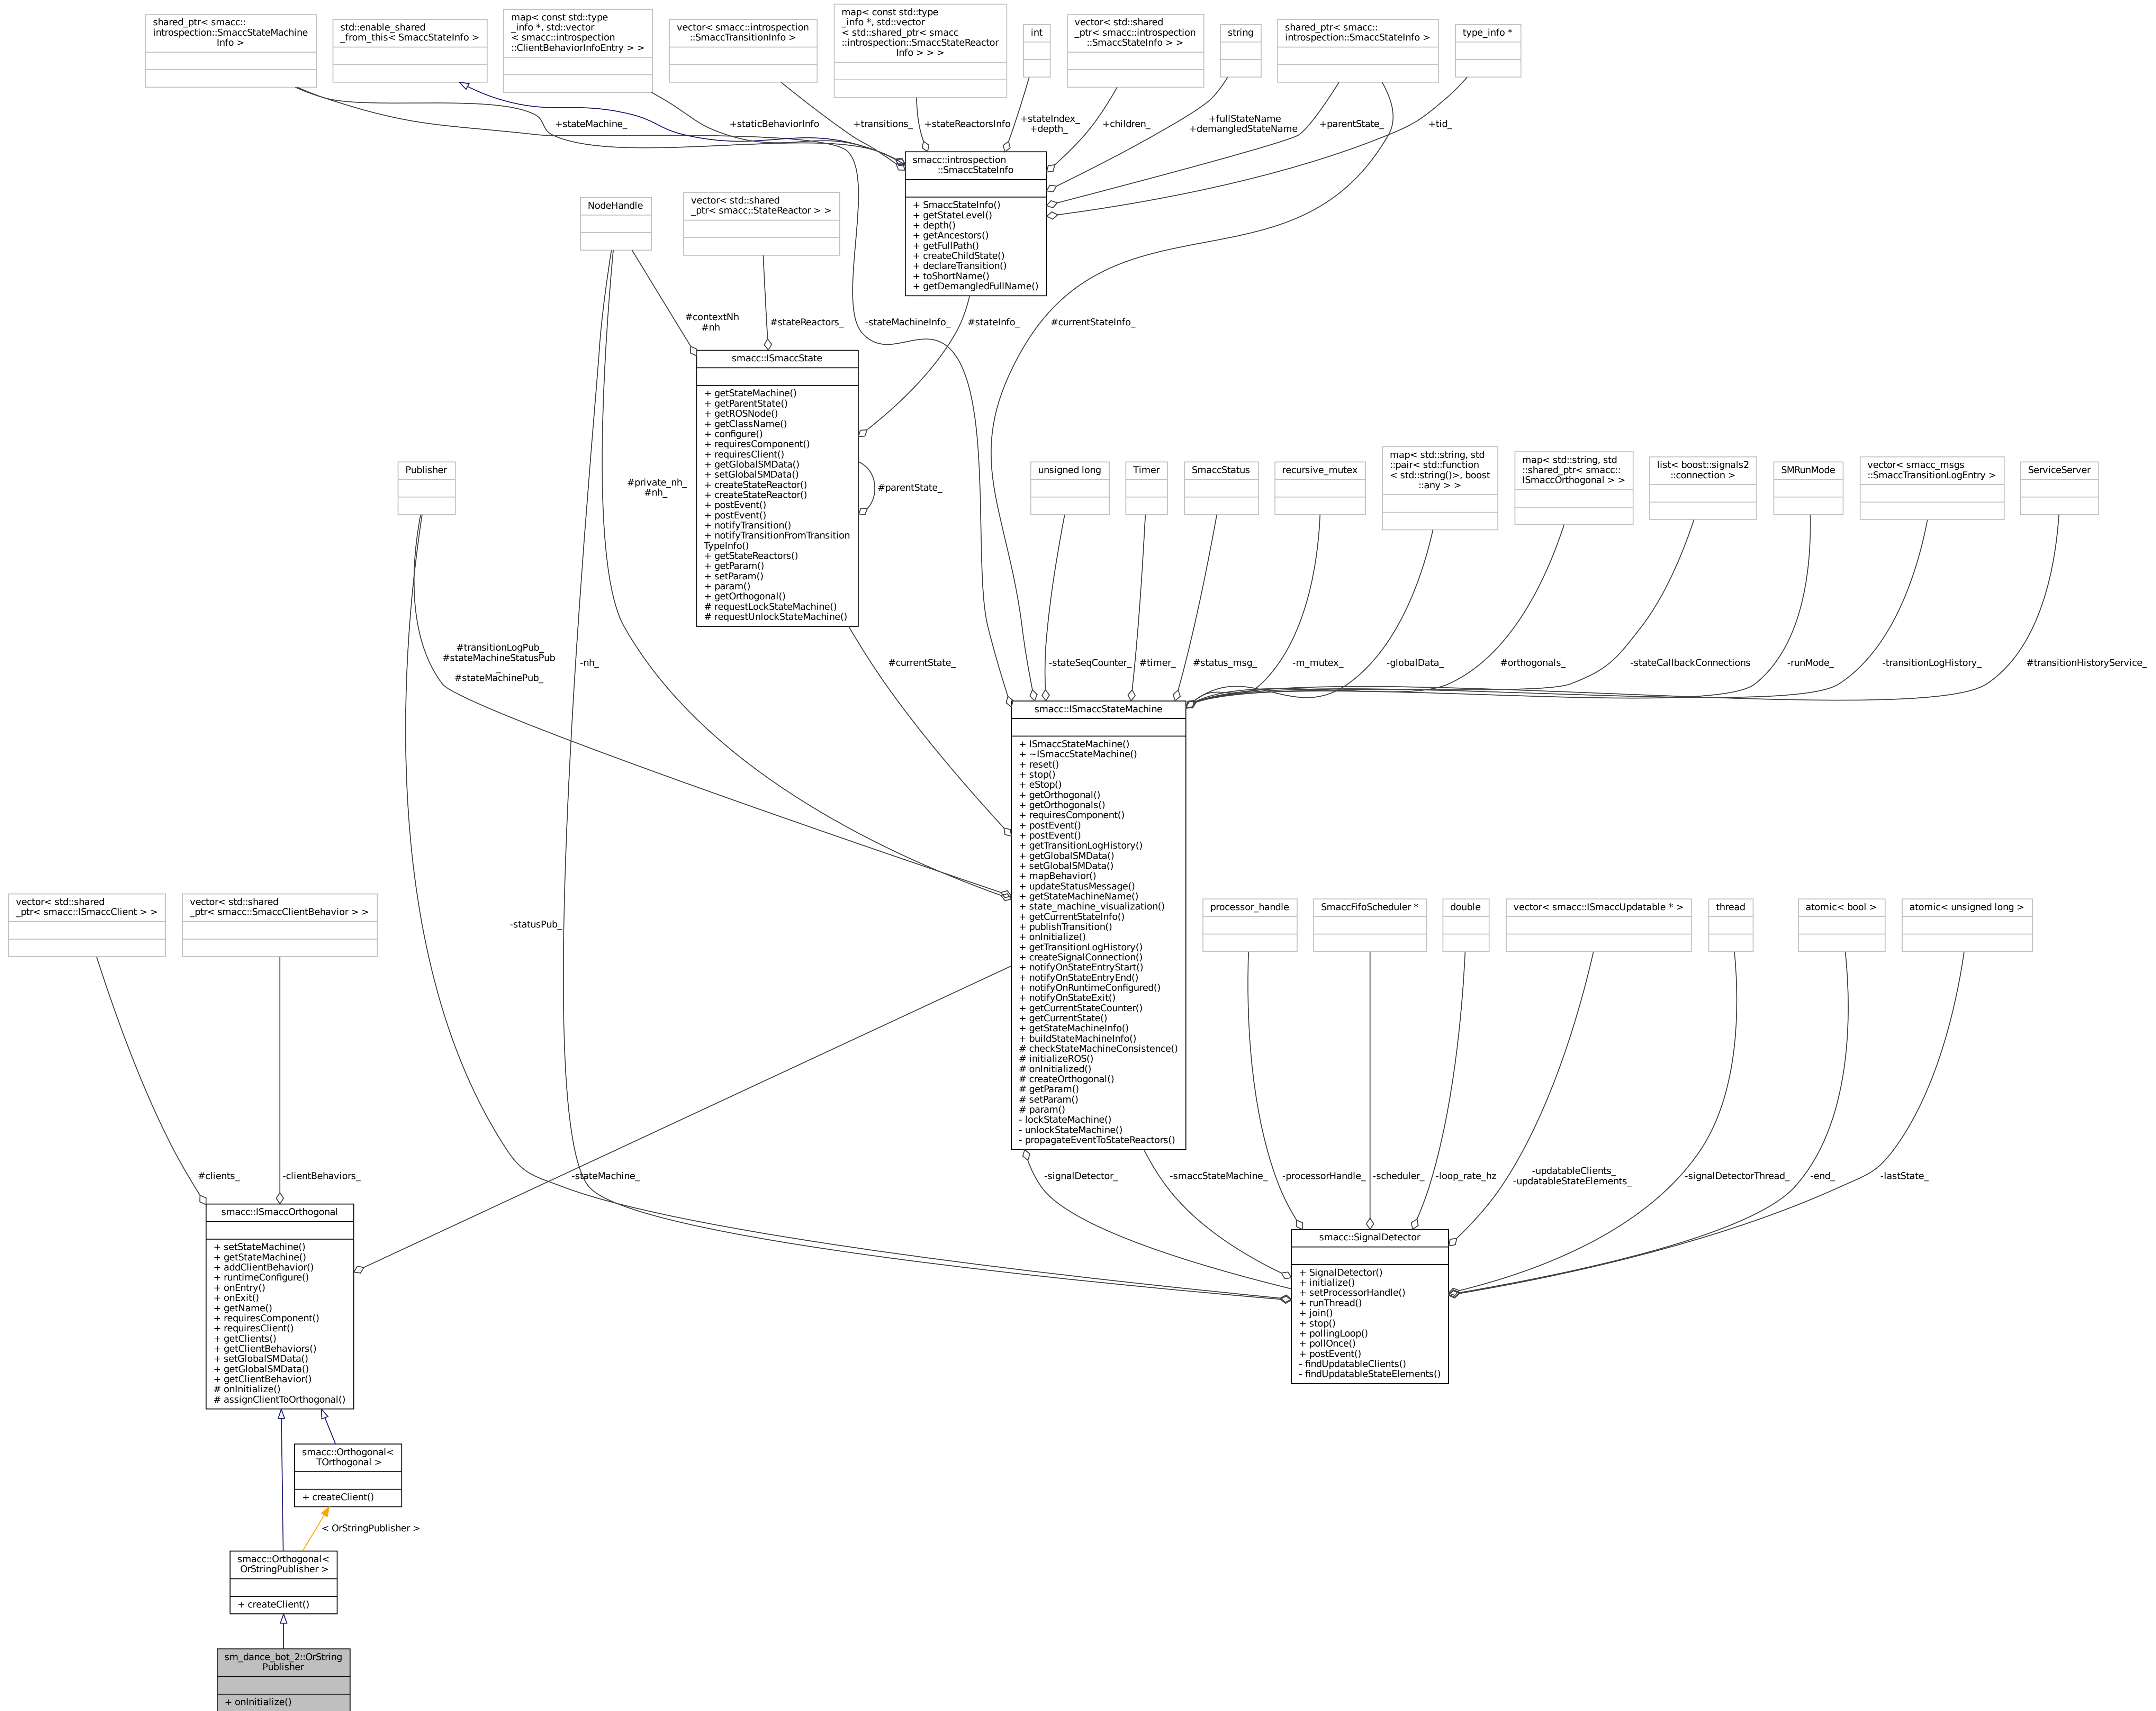 shared_ptr< smacc::
introspection::SmaccStateMachine
Info >
std::enable_shared
_from_this< SmaccStateInfo >
map< const std::type
_info *, std::vector
< smacc::introspection
::ClientBehaviorInfoEntry > >
vector< smacc::introspection
::SmaccTransitionInfo >
map< const std::type
_info *, std::vector
< std::shared_ptr< smacc
::introspection::SmaccStateReactor
Info > > >
int
vector< std::shared
_ptr< smacc::introspection
::SmaccStateInfo > >
string
shared_ptr< smacc::
introspection::SmaccStateInfo >
type_info *
+stateMachine_
+staticBehaviorInfo
+transitions_
+stateReactorsInfo
+stateIndex_
+depth_
+children_
+fullStateName
+demangledStateName
+parentState_
+tid_
smacc::introspection
::SmaccStateInfo
+ SmaccStateInfo()
+ getStateLevel()
+ depth()
+ getAncestors()
+ getFullPath()
+ createChildState()
+ declareTransition()
+ toShortName()
+ getDemangledFullName()
NodeHandle
vector< std::shared
_ptr< smacc::StateReactor > >
#contextNh
#nh
#stateReactors_
-stateMachineInfo_
#stateInfo_
#currentStateInfo_
smacc::ISmaccState
+ getStateMachine()
+ getParentState()
+ getROSNode()
+ getClassName()
+ configure()
+ requiresComponent()
+ requiresClient()
+ getGlobalSMData()
+ setGlobalSMData()
+ createStateReactor()
+ createStateReactor()
+ postEvent()
+ postEvent()
+ notifyTransition()
+ notifyTransitionFromTransition
TypeInfo()
+ getStateReactors()
+ getParam()
+ setParam()
+ param()
+ getOrthogonal()
# requestLockStateMachine()
# requestUnlockStateMachine()
#parentState_
#private_nh_
#nh_
Publisher
unsigned long
Timer
SmaccStatus
recursive_mutex
map< std::string, std
::pair< std::function
< std::string()>, boost
::any > >
map< std::string, std
::shared_ptr< smacc::
ISmaccOrthogonal > >
list< boost::signals2
::connection >
SMRunMode
vector< smacc_msgs
::SmaccTransitionLogEntry >
ServiceServer
#transitionLogPub_
#stateMachineStatusPub
_
#stateMachinePub_
-nh_
#currentState_
-stateSeqCounter_
#timer_
#status_msg_
-m_mutex_
-globalData_
#orthogonals_
-stateCallbackConnections
-runMode_
-transitionLogHistory_
#transitionHistoryService_
smacc::ISmaccStateMachine
+ ISmaccStateMachine()
+ ~ISmaccStateMachine()
+ reset()
+ stop()
+ eStop()
+ getOrthogonal()
+ getOrthogonals()
+ requiresComponent()
+ postEvent()
+ postEvent()
+ getTransitionLogHistory()
+ getGlobalSMData()
+ setGlobalSMData()
+ mapBehavior()
+ updateStatusMessage()
+ getStateMachineName()
+ state_machine_visualization()
+ getCurrentStateInfo()
+ publishTransition()
+ onInitialize()
+ getTransitionLogHistory()
+ createSignalConnection()
+ notifyOnStateEntryStart()
+ notifyOnStateEntryEnd()
+ notifyOnRuntimeConfigured()
+ notifyOnStateExit()
+ getCurrentStateCounter()
+ getCurrentState()
+ getStateMachineInfo()
+ buildStateMachineInfo()
# checkStateMachineConsistence()
# initializeROS()
# onInitialized()
# createOrthogonal()
# getParam()
# setParam()
# param()
- lockStateMachine()
- unlockStateMachine()
- propagateEventToStateReactors()
vector< std::shared
_ptr< smacc::ISmaccClient > >
vector< std::shared
_ptr< smacc::SmaccClientBehavior > >
-statusPub_
processor_handle
SmaccFifoScheduler *
double
vector< smacc::ISmaccUpdatable * >
thread
atomic< bool >
atomic< unsigned long >
#clients_
-clientBehaviors_
-stateMachine_
-signalDetector_
-smaccStateMachine_
-processorHandle_
-scheduler_
-loop_rate_hz
-updatableClients_
-updatableStateElements_
-signalDetectorThread_
-end_
-lastState_
smacc::ISmaccOrthogonal
+ setStateMachine()
+ getStateMachine()
+ addClientBehavior()
+ runtimeConfigure()
+ onEntry()
+ onExit()
+ getName()
+ requiresComponent()
+ requiresClient()
+ getClients()
+ getClientBehaviors()
+ setGlobalSMData()
+ getGlobalSMData()
+ getClientBehavior()
# onInitialize()
# assignClientToOrthogonal()
smacc::SignalDetector
+ SignalDetector()
+ initialize()
+ setProcessorHandle()
+ runThread()
+ join()
+ stop()
+ pollingLoop()
+ pollOnce()
+ postEvent()
- findUpdatableClients()
- findUpdatableStateElements()
smacc::Orthogonal<
TOrthogonal >
+ createClient()
< OrStringPublisher >
smacc::Orthogonal<
OrStringPublisher >
+ createClient()
sm_dance_bot_2::OrString
Publisher
+ onInitialize()